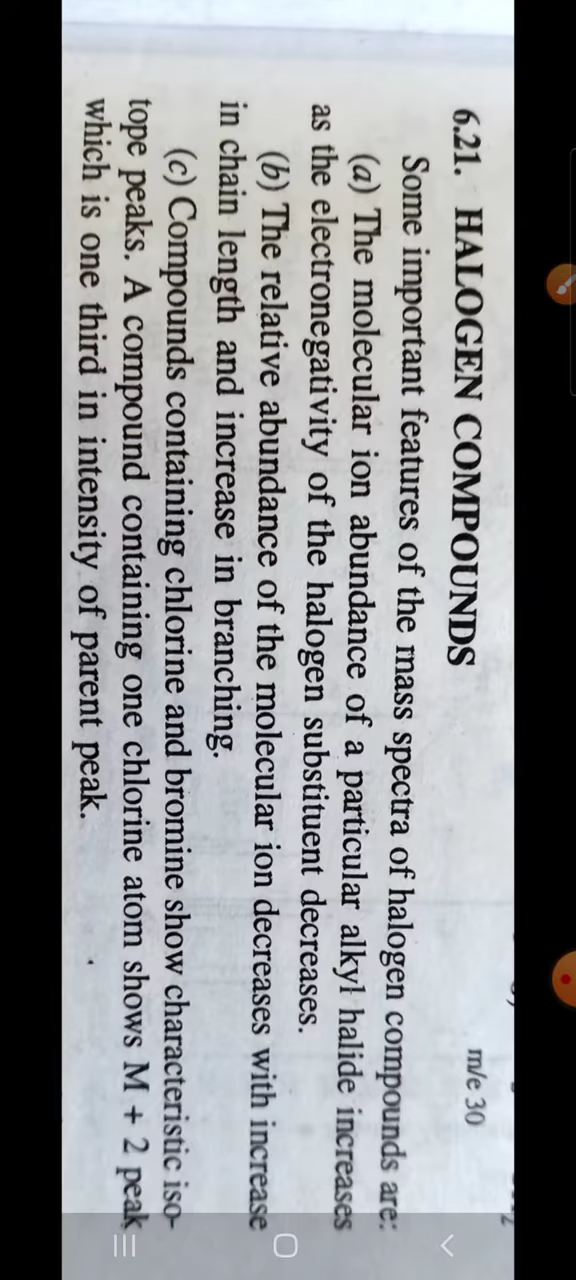 m/e 30
6.21. HALOGEN COMPOUNDS
Some important features of the mass spectra of halogen compounds are:
(a) The molecular ion abundance of a particular alkyl halide increases
as the electronegativity of the halogen substituent decreases.
(b) The relative abundance of the molecular ion decreases with increase
in chain length and increase in branching.
(c) Compounds containing chlorine and bromine show characteristic iso-
tope peaks. A compound containing one chlorine atom shows M + 2 peak
which is one third in intensity of parent peak.